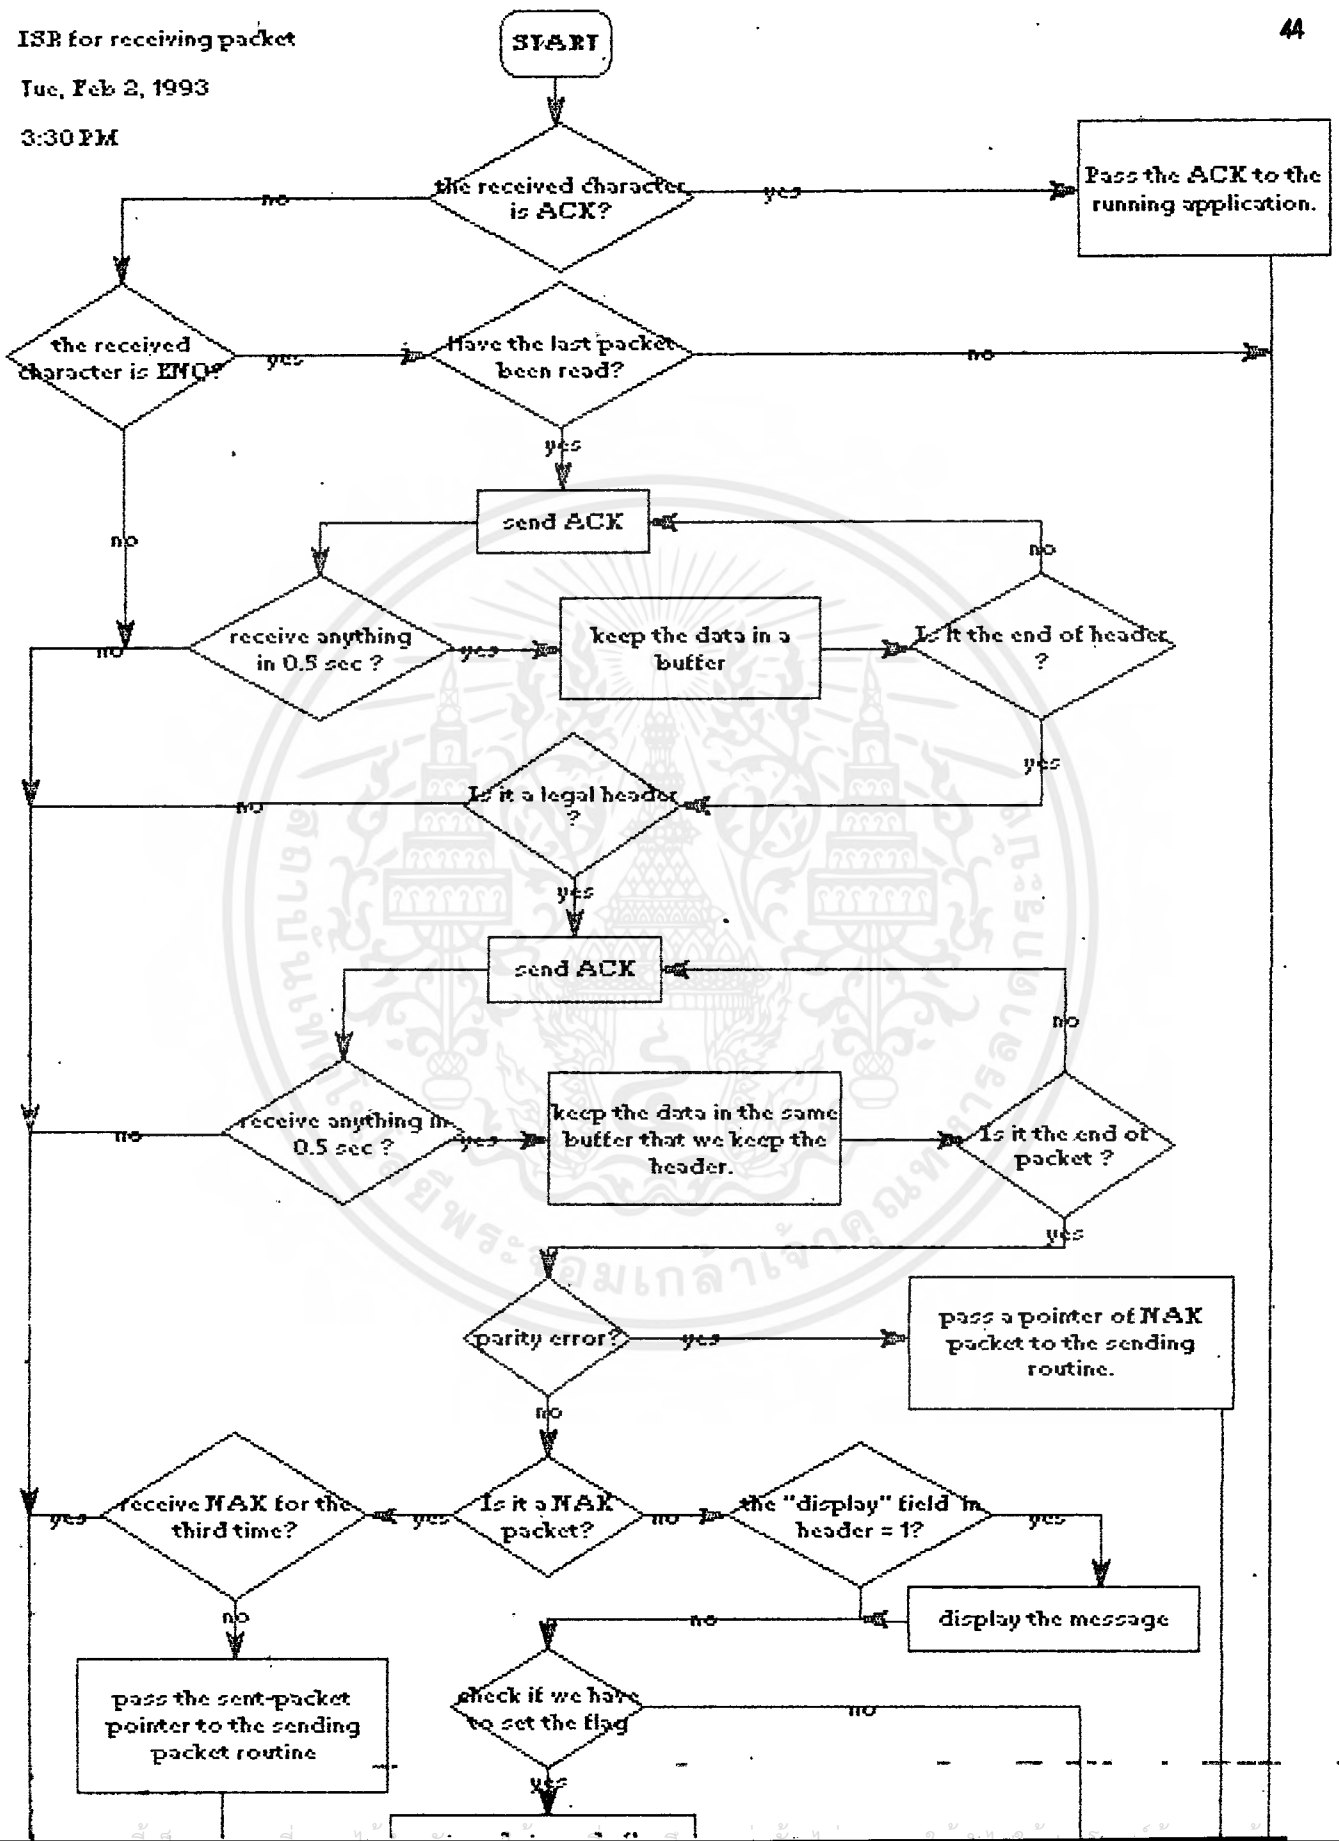 ISR for receiving packet
44
Tue, Feb 2, 1993
3:30 PM
START
the received character
is ACK?
no
yes
Pass the ACK to the
running application.
the received
character is ENQ?
yes
Have the last packet
been read?
no
yes
no
send ACK
no
receive anything
in 0.5 sec ?
no
yes
keep the data in a
buffer
Is it the end of header
?
yes
Is it a legal header
?
no
yes
send ACK
no
receive anything in
0.5 sec ?
no
yes
keep the data in the same
buffer that we keep the
header.
Is it the end of
packet ?
yes
parity error?
yes
pass a pointer of NAK
packet to the sending
routine.
no
yes
receive NAK for the
third time?
yes
Is it a NAK
packet?
no
the "display" field in
header = 1?
yes
no
no
display the message
pass the sent-packet
pointer to the sending
packet routine
check if we have
to set the flag
no
yes